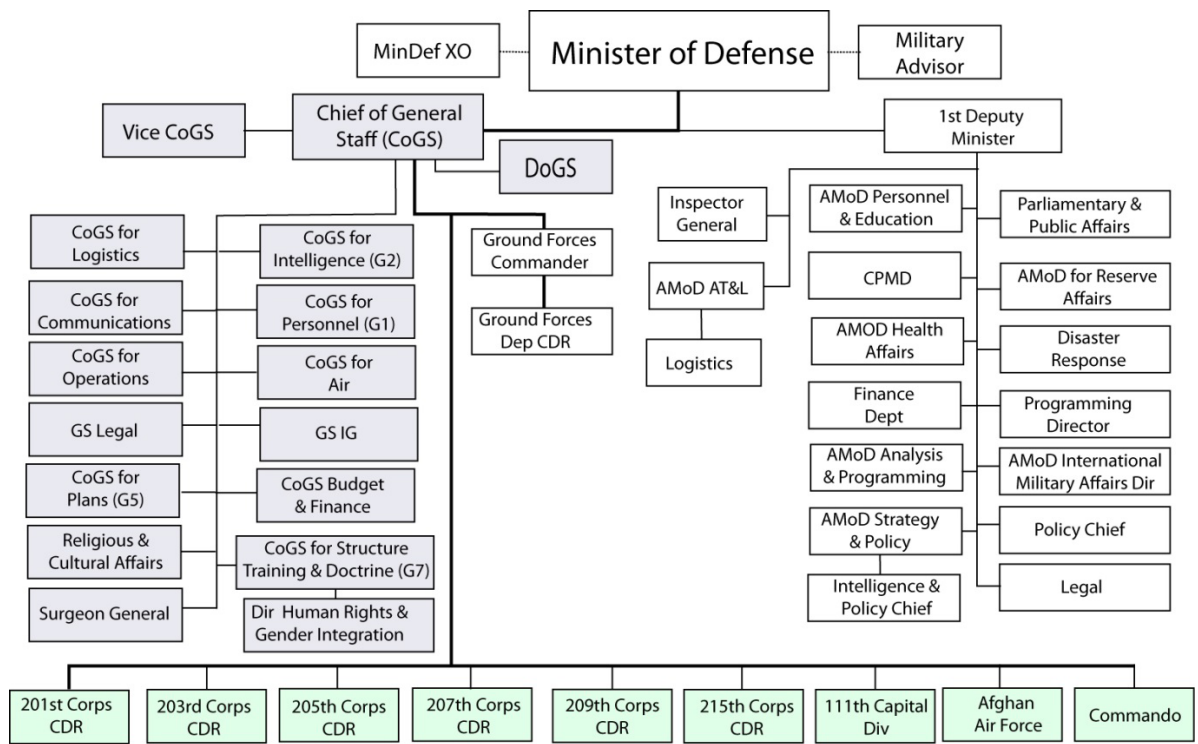 MinDef XO
Minister of Defense
Military
Advisor
Vice CoGS
Chief of General
Staff (CoGS)
1st Deputy
Minister
DoGS
CoGS for
Logistics
CoGS for
Intelligence (G2)
CoGS for
Communications
CoGS for
Personnel (G1)
CoGS for
Operations
CoGS for
Air
GS Legal
GS IG
CoGS for
Plans (G5)
CoGS Budget
& Finance
Religious &
Cultural Affairs
CoGS for Structure
Training & Doctrine (G7)
Surgeon General
Dir Human Rights &
Gender Integration
Ground Forces
Commander
Ground Forces
Dep CDR
Inspector
General
AMoD AT&L
Logistics
AMoD Personnel
& Education
Parliamentary &
Public Affairs
CPMD
AMoD for Reserve
Affairs
AMOD Health
Affairs
Disaster
Response
Finance
Dept
Programming
Director
AMoD Analysis
& Programming
AMoD International
Military Affairs Dir
AMoD Strategy
& Policy
Policy Chief
Intelligence &
Policy Chief
Legal
201st Corps
CDR
203rd Corps
CDR
205th Corps
CDR
207th Corps
CDR
209th Corps
CDR
215th Corps
CDR
111th Capital
Div
Afghan
Air Force
Commando